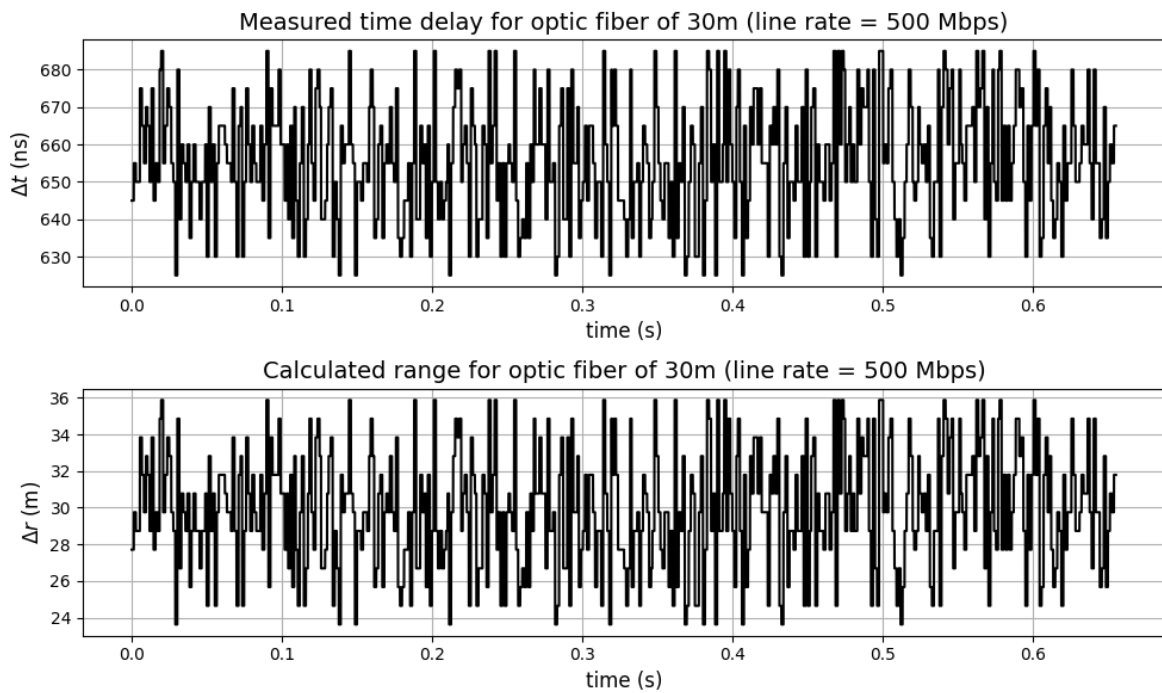 Measured time delay for optic fiber of 30m (line rate = 500 Mbps)
680
670
660
650
640
630
Δt (ns)
0.0 0.1 0.2 0.3 0.4 0.5 0.6
time (s)
Calculated range for optic fiber of 30m (line rate = 500 Mbps)
36
34
32
30
28
26
24
Δr (m)
0.0 0.1 0.2 0.3 0.4 0.5 0.6
time (s)